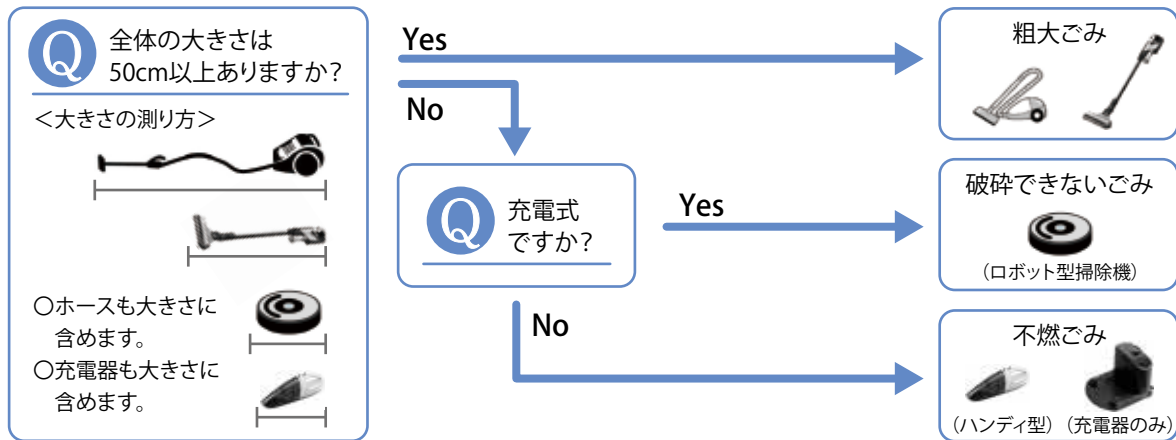 Q 全体の大きさは
50cm以上ありますか?
<大きさの測り方>
○ホースも大きさに
含めます。
○充電器も大きさに
含めます。
Yes
No
Q 充電式
ですか?
Yes
No
粗大ごみ
破砕できないごみ
(ロボット型掃除機)
不燃ごみ
(ハンディ型) (充電器のみ)